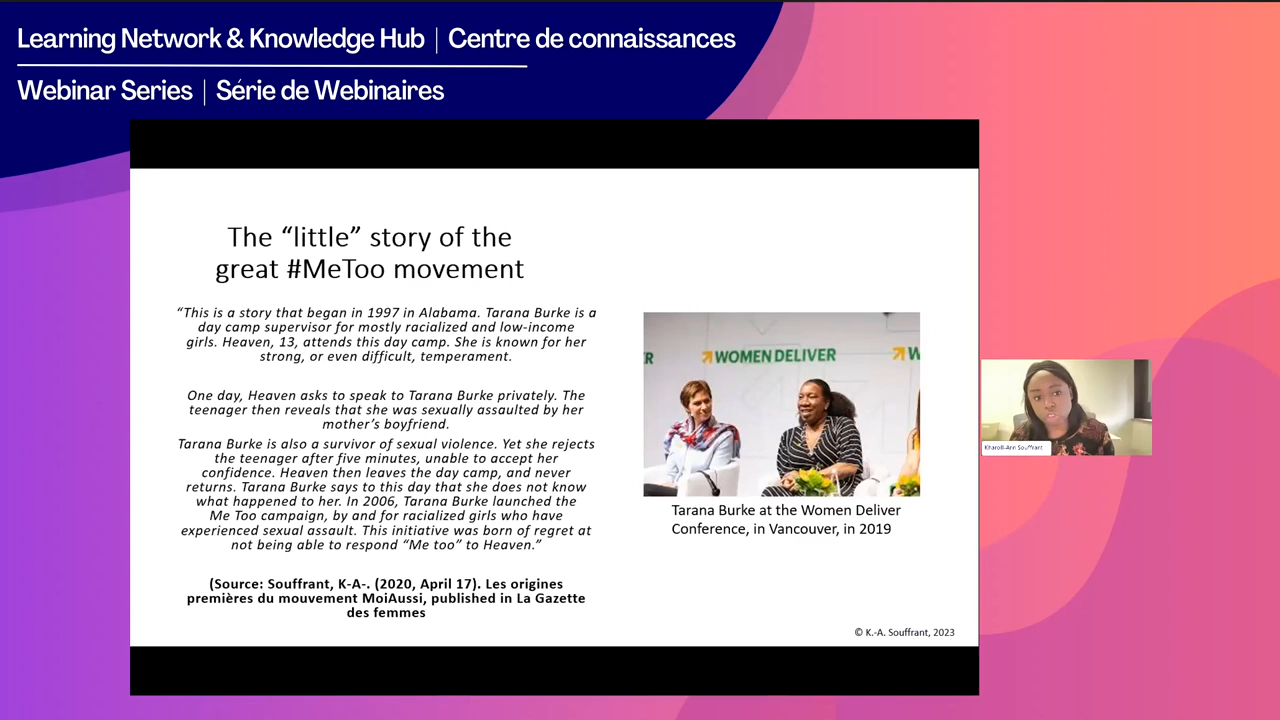 Learning Network & Knowledge Hub | Centre de connaissances
Webinar Series | Série de Webinaires
The “little” story of the
great #MeToo movement
“This is a story that began in 1997 in Alabama. Tarana Burke is a
day camp supervisor for mostly racialized and low-income
girls. Heaven, 13, attends this day camp. She is known for her
strong, or even difficult, temperament.
One day, Heaven asks to speak to Tarana Burke privately. The
teenager then reveals that she was sexually assaulted by her
mother’s boyfriend.
Tarana Burke is also a survivor of sexual violence. Yet she rejects
the teenager after five minutes, unable to accept her
confidence. Heaven then leaves the day camp, and never
returns. Tarana Burke says to this day that she does not know
what happened to her. In 2006, Tarana Burke launched the
Me Too campaign, by and for racialized girls who have
experienced sexual assault. This initiative was born of regret at
not being able to respond “Me too” to Heaven.”
(Source: Souffrant, K-A-. (2020, April 17). Les origines
premières du mouvement MoiAussi, published in La Gazette
des femmes
ER
WOMEN DELIVER
W
Tarana Burke at the Women Deliver
Conference, in Vancouver, in 2019
© K.-A. Souffrant, 2023
Kharoll-Ann Souffrant